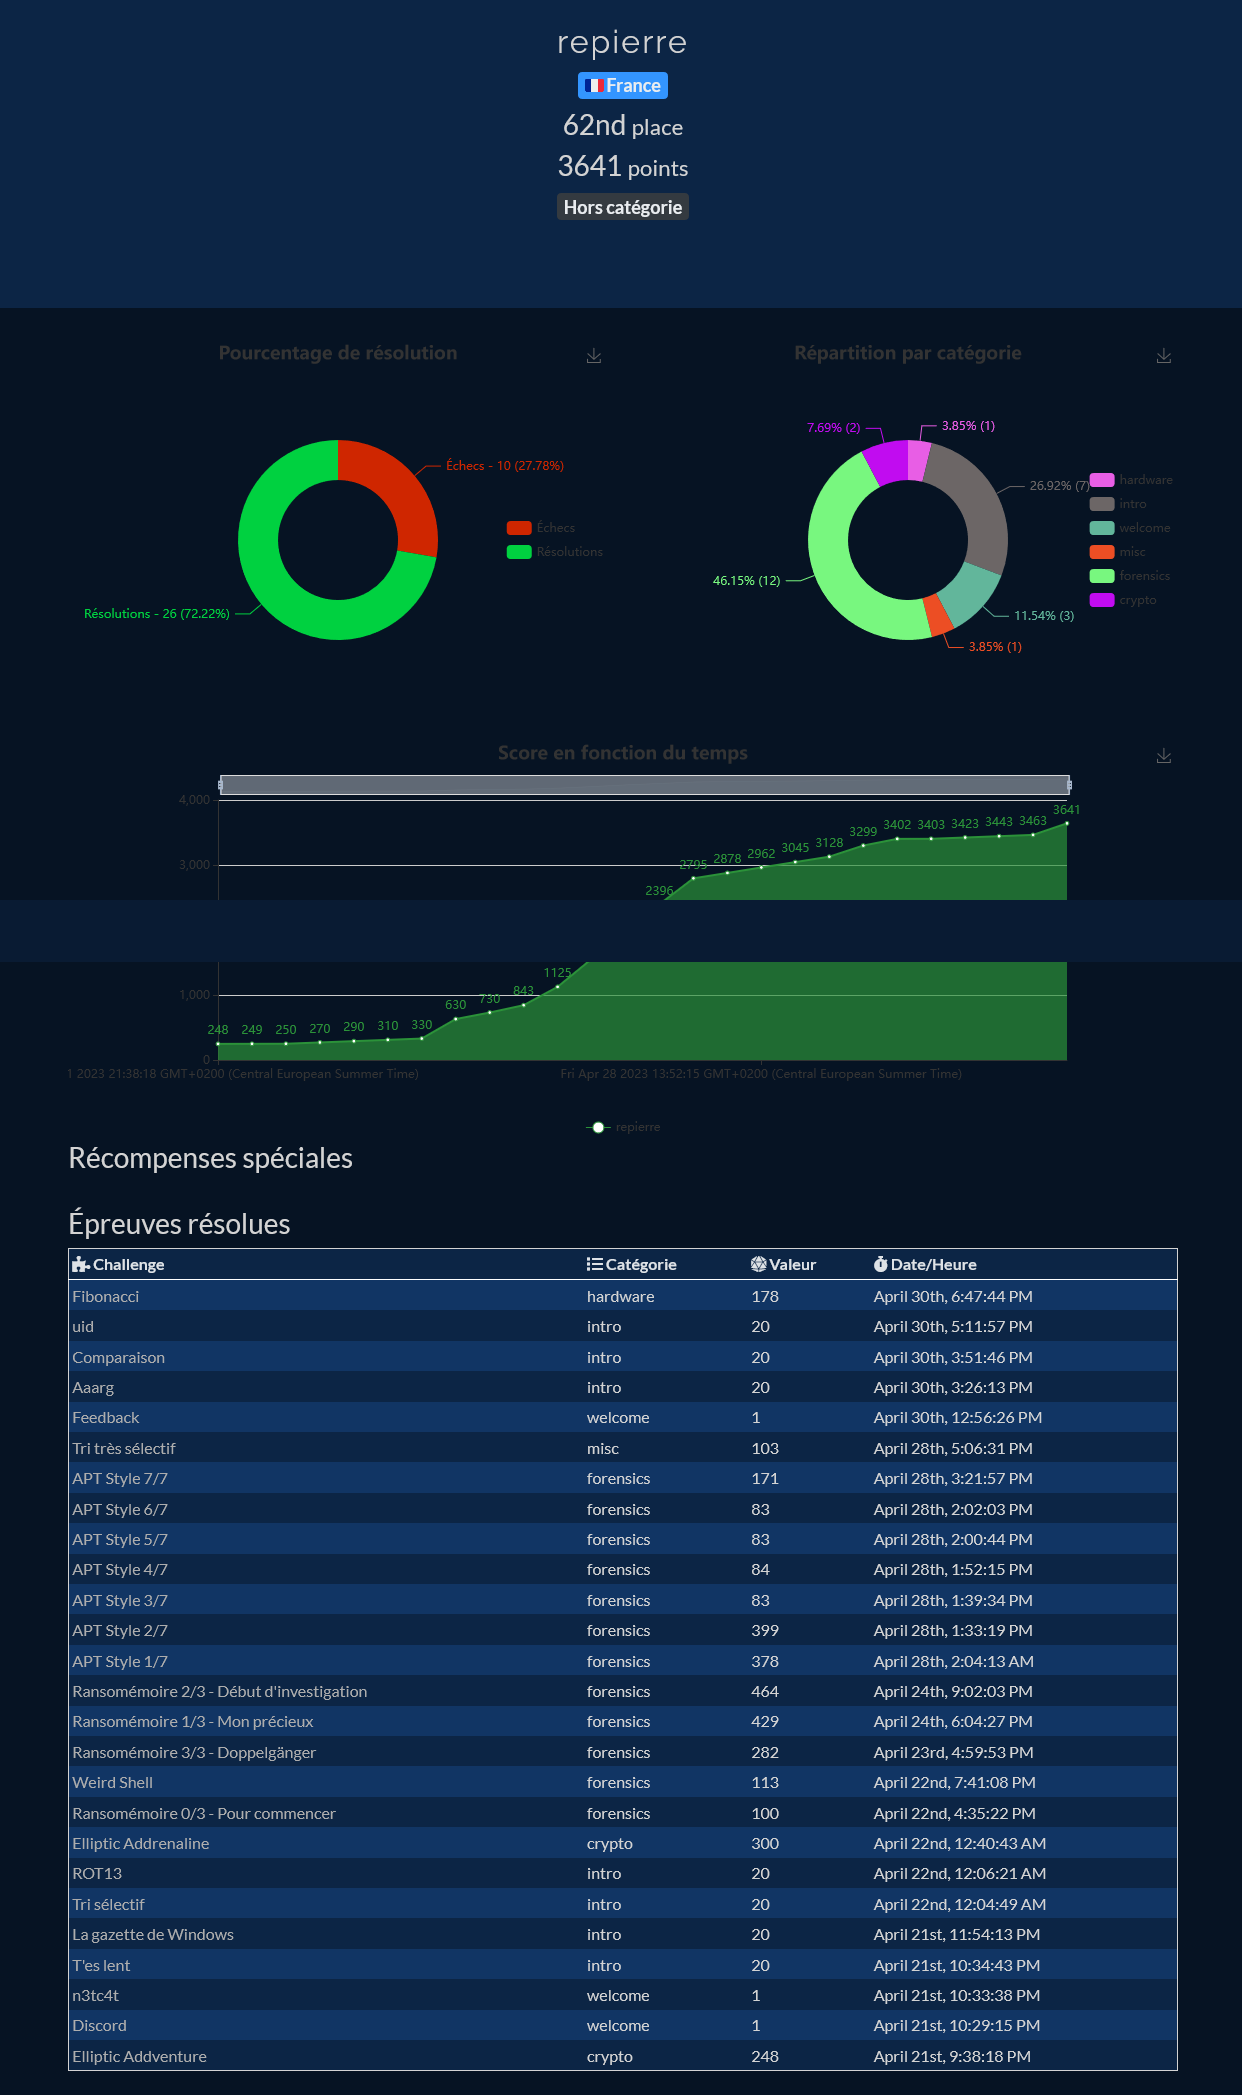 repierre
France
62nd place
3641 points
Hors catégorie
Pourcentage de résolution
Échecs - 10 (27.78%)
Résolutions - 26 (72.22%)
Échecs
Résolutions
Répartition par catégorie
7.69% (2)
3.85% (1)
26.92% (7)
46.15% (12)
11.54% (3)
3.85% (1)
hardware
intro
welcome
misc
forensics
crypto
Score en fonction du temps
4,000
3,000
1,000
0
248 249 250 270 290 310 330 630 730 843 1125 2396 2795 2878 2962 3045 3128 3299 3402 3403 3423 3443 3463 3641
1 2023 21:38:18 GMT+0200 (Central European Summer Time)
Fri Apr 28 2023 13:52:15 GMT+0200 (Central European Summer Time)
repierre
Récompenses spéciales
Épreuves résolues
Challenge Catégorie Valeur Date/Heure
Fibonacci hardware 178 April 30th, 6:47:44 PM
uid intro 20 April 30th, 5:11:57 PM
Comparaison intro 20 April 30th, 3:51:46 PM
Aaarg intro 20 April 30th, 3:26:13 PM
Feedback welcome 1 April 30th, 12:56:26 PM
Tri très sélectif misc 103 April 28th, 5:06:31 PM
APT Style 7/7 forensics 171 April 28th, 3:21:57 PM
APT Style 6/7 forensics 83 April 28th, 2:02:03 PM
APT Style 5/7 forensics 83 April 28th, 2:00:44 PM
APT Style 4/7 forensics 84 April 28th, 1:52:15 PM
APT Style 3/7 forensics 83 April 28th, 1:39:34 PM
APT Style 2/7 forensics 399 April 28th, 1:33:19 PM
APT Style 1/7 forensics 378 April 28th, 2:04:13 AM
Ransomémoire 2/3 - Début d'investigation forensics 464 April 24th, 9:02:03 PM
Ransomémoire 1/3 - Mon précieux forensics 429 April 24th, 6:04:27 PM
Ransomémoire 3/3 - Doppelgänger forensics 282 April 23rd, 4:59:53 PM
Weird Shell forensics 113 April 22nd, 7:41:08 PM
Ransomémoire 0/3 - Pour commencer forensics 100 April 22nd, 4:35:22 PM
Elliptic Addrenaline crypto 300 April 22nd, 12:40:43 AM
ROT13 intro 20 April 22nd, 12:06:21 AM
Tri sélectif intro 20 April 22nd, 12:04:49 AM
La gazette de Windows intro 20 April 21st, 11:54:13 PM
T'es lent intro 20 April 21st, 10:34:43 PM
n3tc4t welcome 1 April 21st, 10:33:38 PM
Discord welcome 1 April 21st, 10:29:15 PM
Elliptic Addventure crypto 248 April 21st, 9:38:18 PM